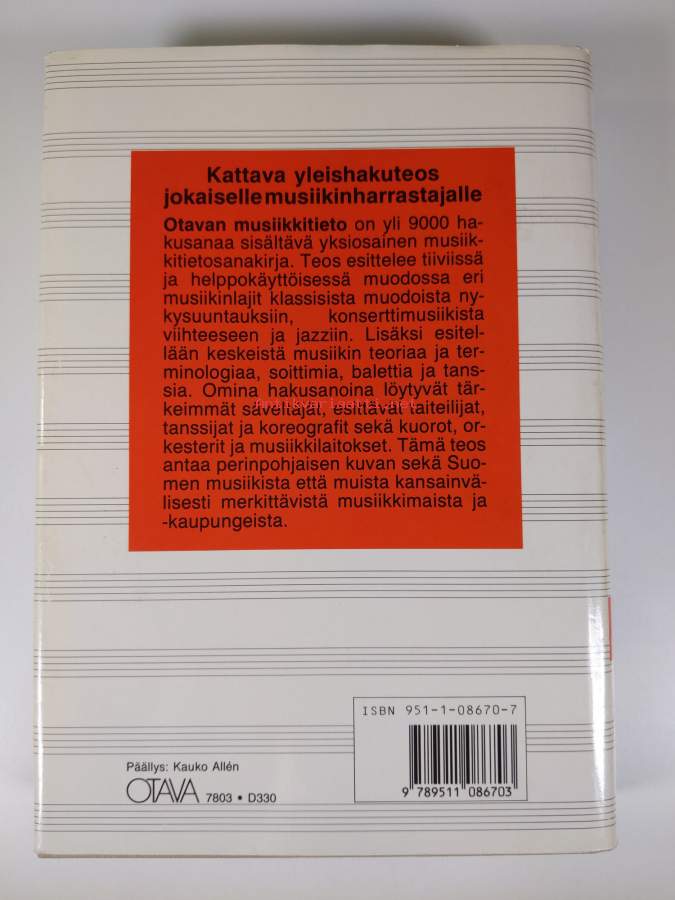 Kattava yleishakuteos
jokaiselle musiikinharrastajalle
Otavan musiikkitieto on yli 9000 ha-
kusanaa sisältävä yksiosainen musiik-
kitietosanakirja. Teos esittelee tiiviissä
ja helppokäyttöisessä muodossa eri
musiikinlajit klassisista muodoista ny-
kysuuntauksiin, konserttimusiikista
viihteeseen ja jazziin. Lisäksi esitel-
lään keskeistä musiikin teoriaa ja ter-
minologiaa, soittimia, balettia ja tans-
sia. Omina hakusanoina löytyvät tär-
antikvariaatti.net
keimmät säveltäjät, esittävät taiteilijat,
tanssijat ja koreografit sekä kuorot, or-
kesterit ja musiikkilaitokset. Tämä teos
antaa perinpohjaisen kuvan sekä Suo-
men musiikista että muista kansainvä-
lisesti merkittävistä musiikkimaista ja
-kaupungeista.
ISBN 951-1-08670-7
9 789511 086703
Päällys: Kauko Allén
OTAVA 7803 • D330